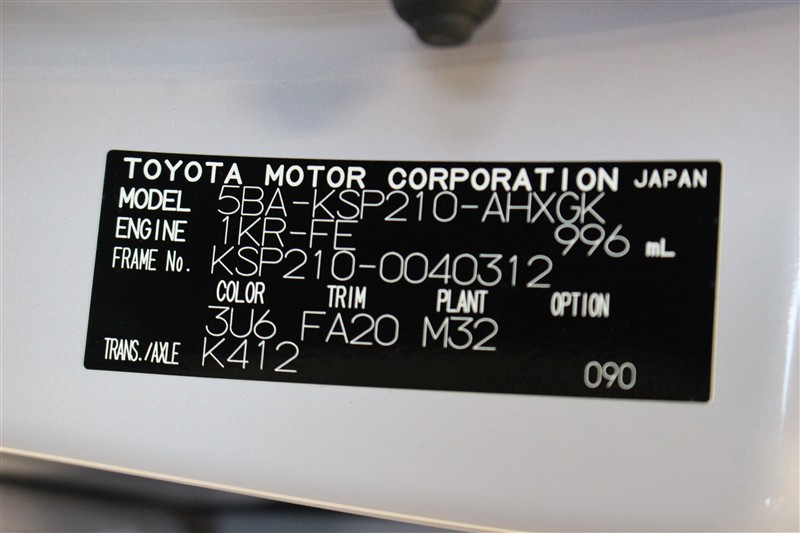 TOYOTA MOTOR CORPORATION JAPAN
MODEL 5BA-KSP210-AHXGK
ENGINE 1KR-FE 996 mL
FRAME No. KSP210-0040312
COLOR TRIM PLANT OPTION
3U6 FA20 M32
TRANS./AXLE K412
090